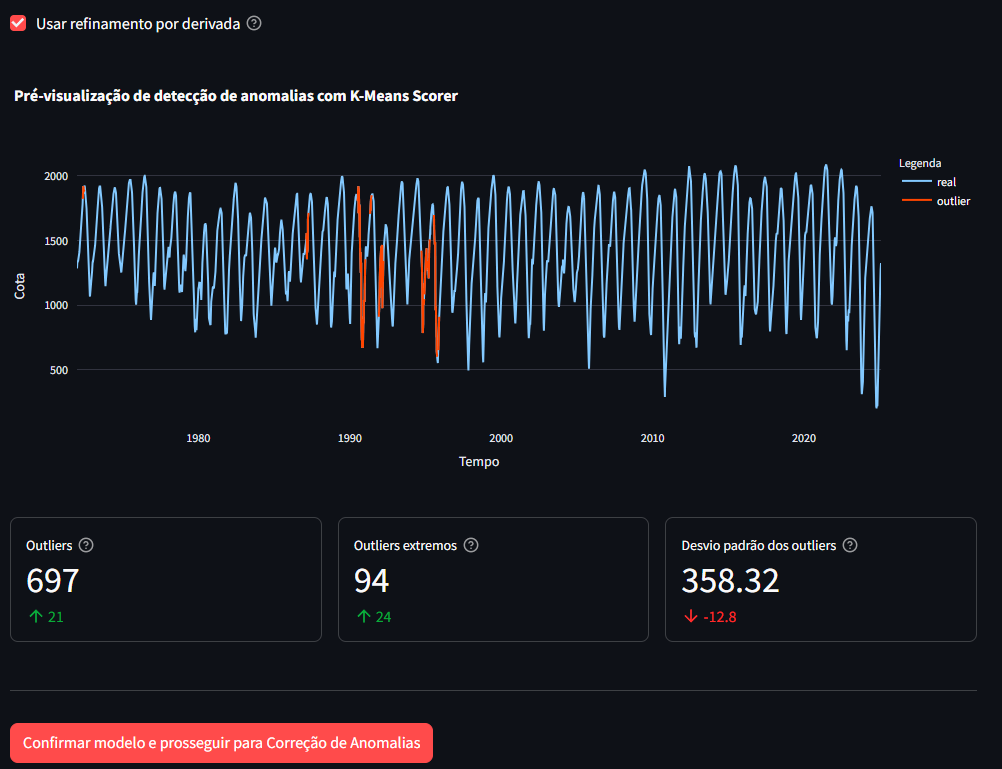 Usar refinamento por derivada
Pré-visualização de detecção de anomalias com K-Means Scorer
Legenda
real
outlier
2000
1500
1000
500
Cota
1980
1990
2000
2010
2020
Tempo
Outliers
697
21
Outliers extremos
94
24
Desvio padrão dos outliers
358.32
-12.8
Confirmar modelo e prosseguir para Correção de Anomalias